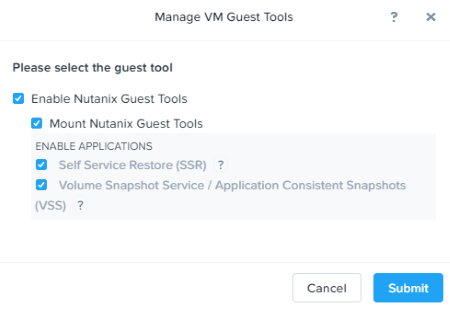 Manage VM Guest Tools ? ×
Please select the guest tool
Enable Nutanix Guest Tools
Mount Nutanix Guest Tools
ENABLE APPLICATIONS
Self Service Restore (SSR) ?
Volume Snapshot Service / Application Consistent Snapshots
(VSS) ?
Cancel Submit